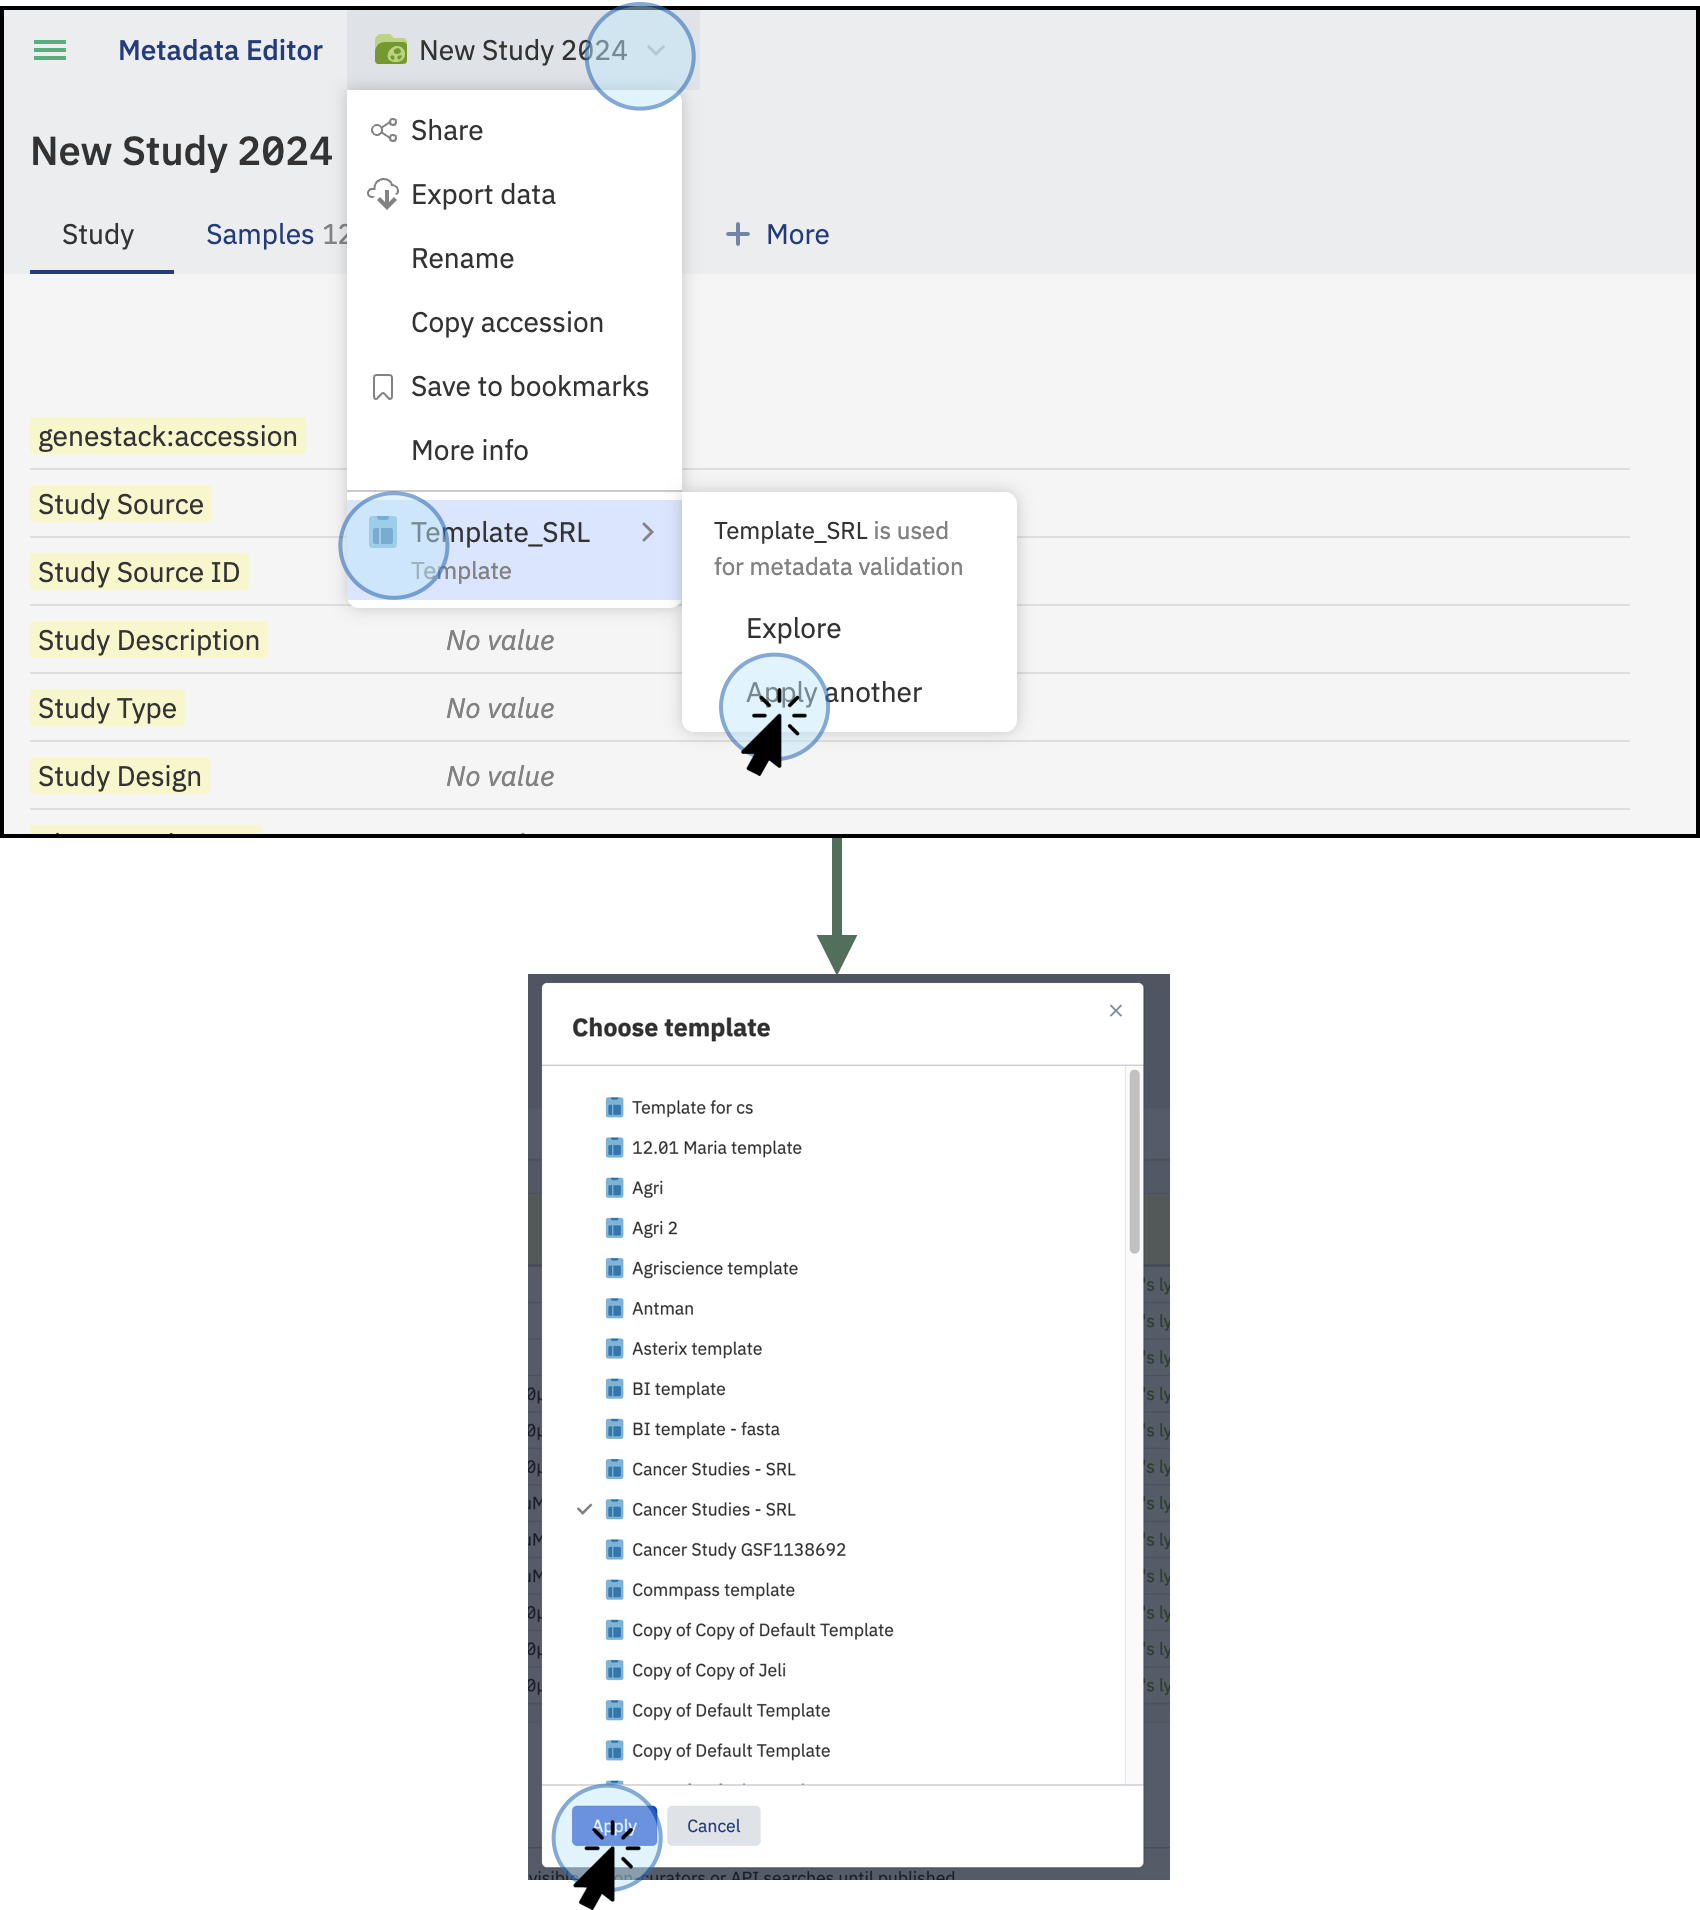 Metadata Editor
New Study 2024
Share
New Study 2024
Export data
Study
Samples 12
More
Rename
Copy accession
Save to bookmarks
genestack:accession
More info
Study Source
Template_SRL
Template
Template_SRL is used
for metadata validation
Study Source ID
Explore
Study Description
No value
Apply another
Study Type
No value
Study Design
No value
Choose template
Template for cs
12.01 Maria template
Agri
Agri 2
Agriscience template
Antman
Asterix template
BI template
BI template - fasta
Cancer Studies - SRL
Cancer Studies - SRL
Cancer Study GSF1138692
Commpass template
Copy of Copy of Default Template
Copy of Copy of Jeli
Copy of Default Template
Copy of Default Template
Apply
Cancel
curators or API searches until published